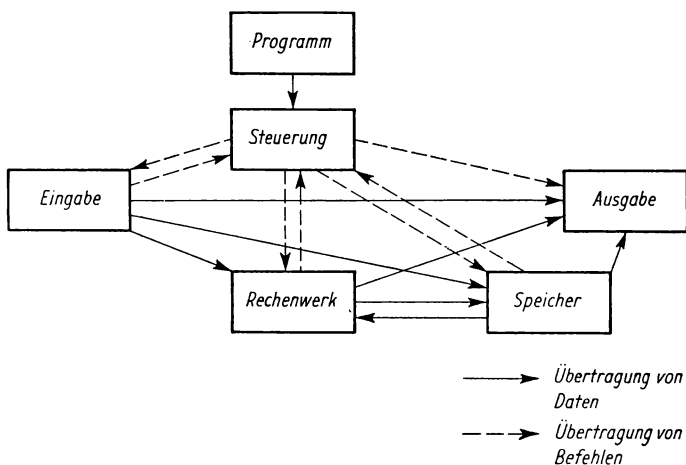 Programm
Steuerung
Eingabe
Ausgabe
Rechenwerk
Speicher
Übertragung von
Daten
Übertragung von
Befehlen